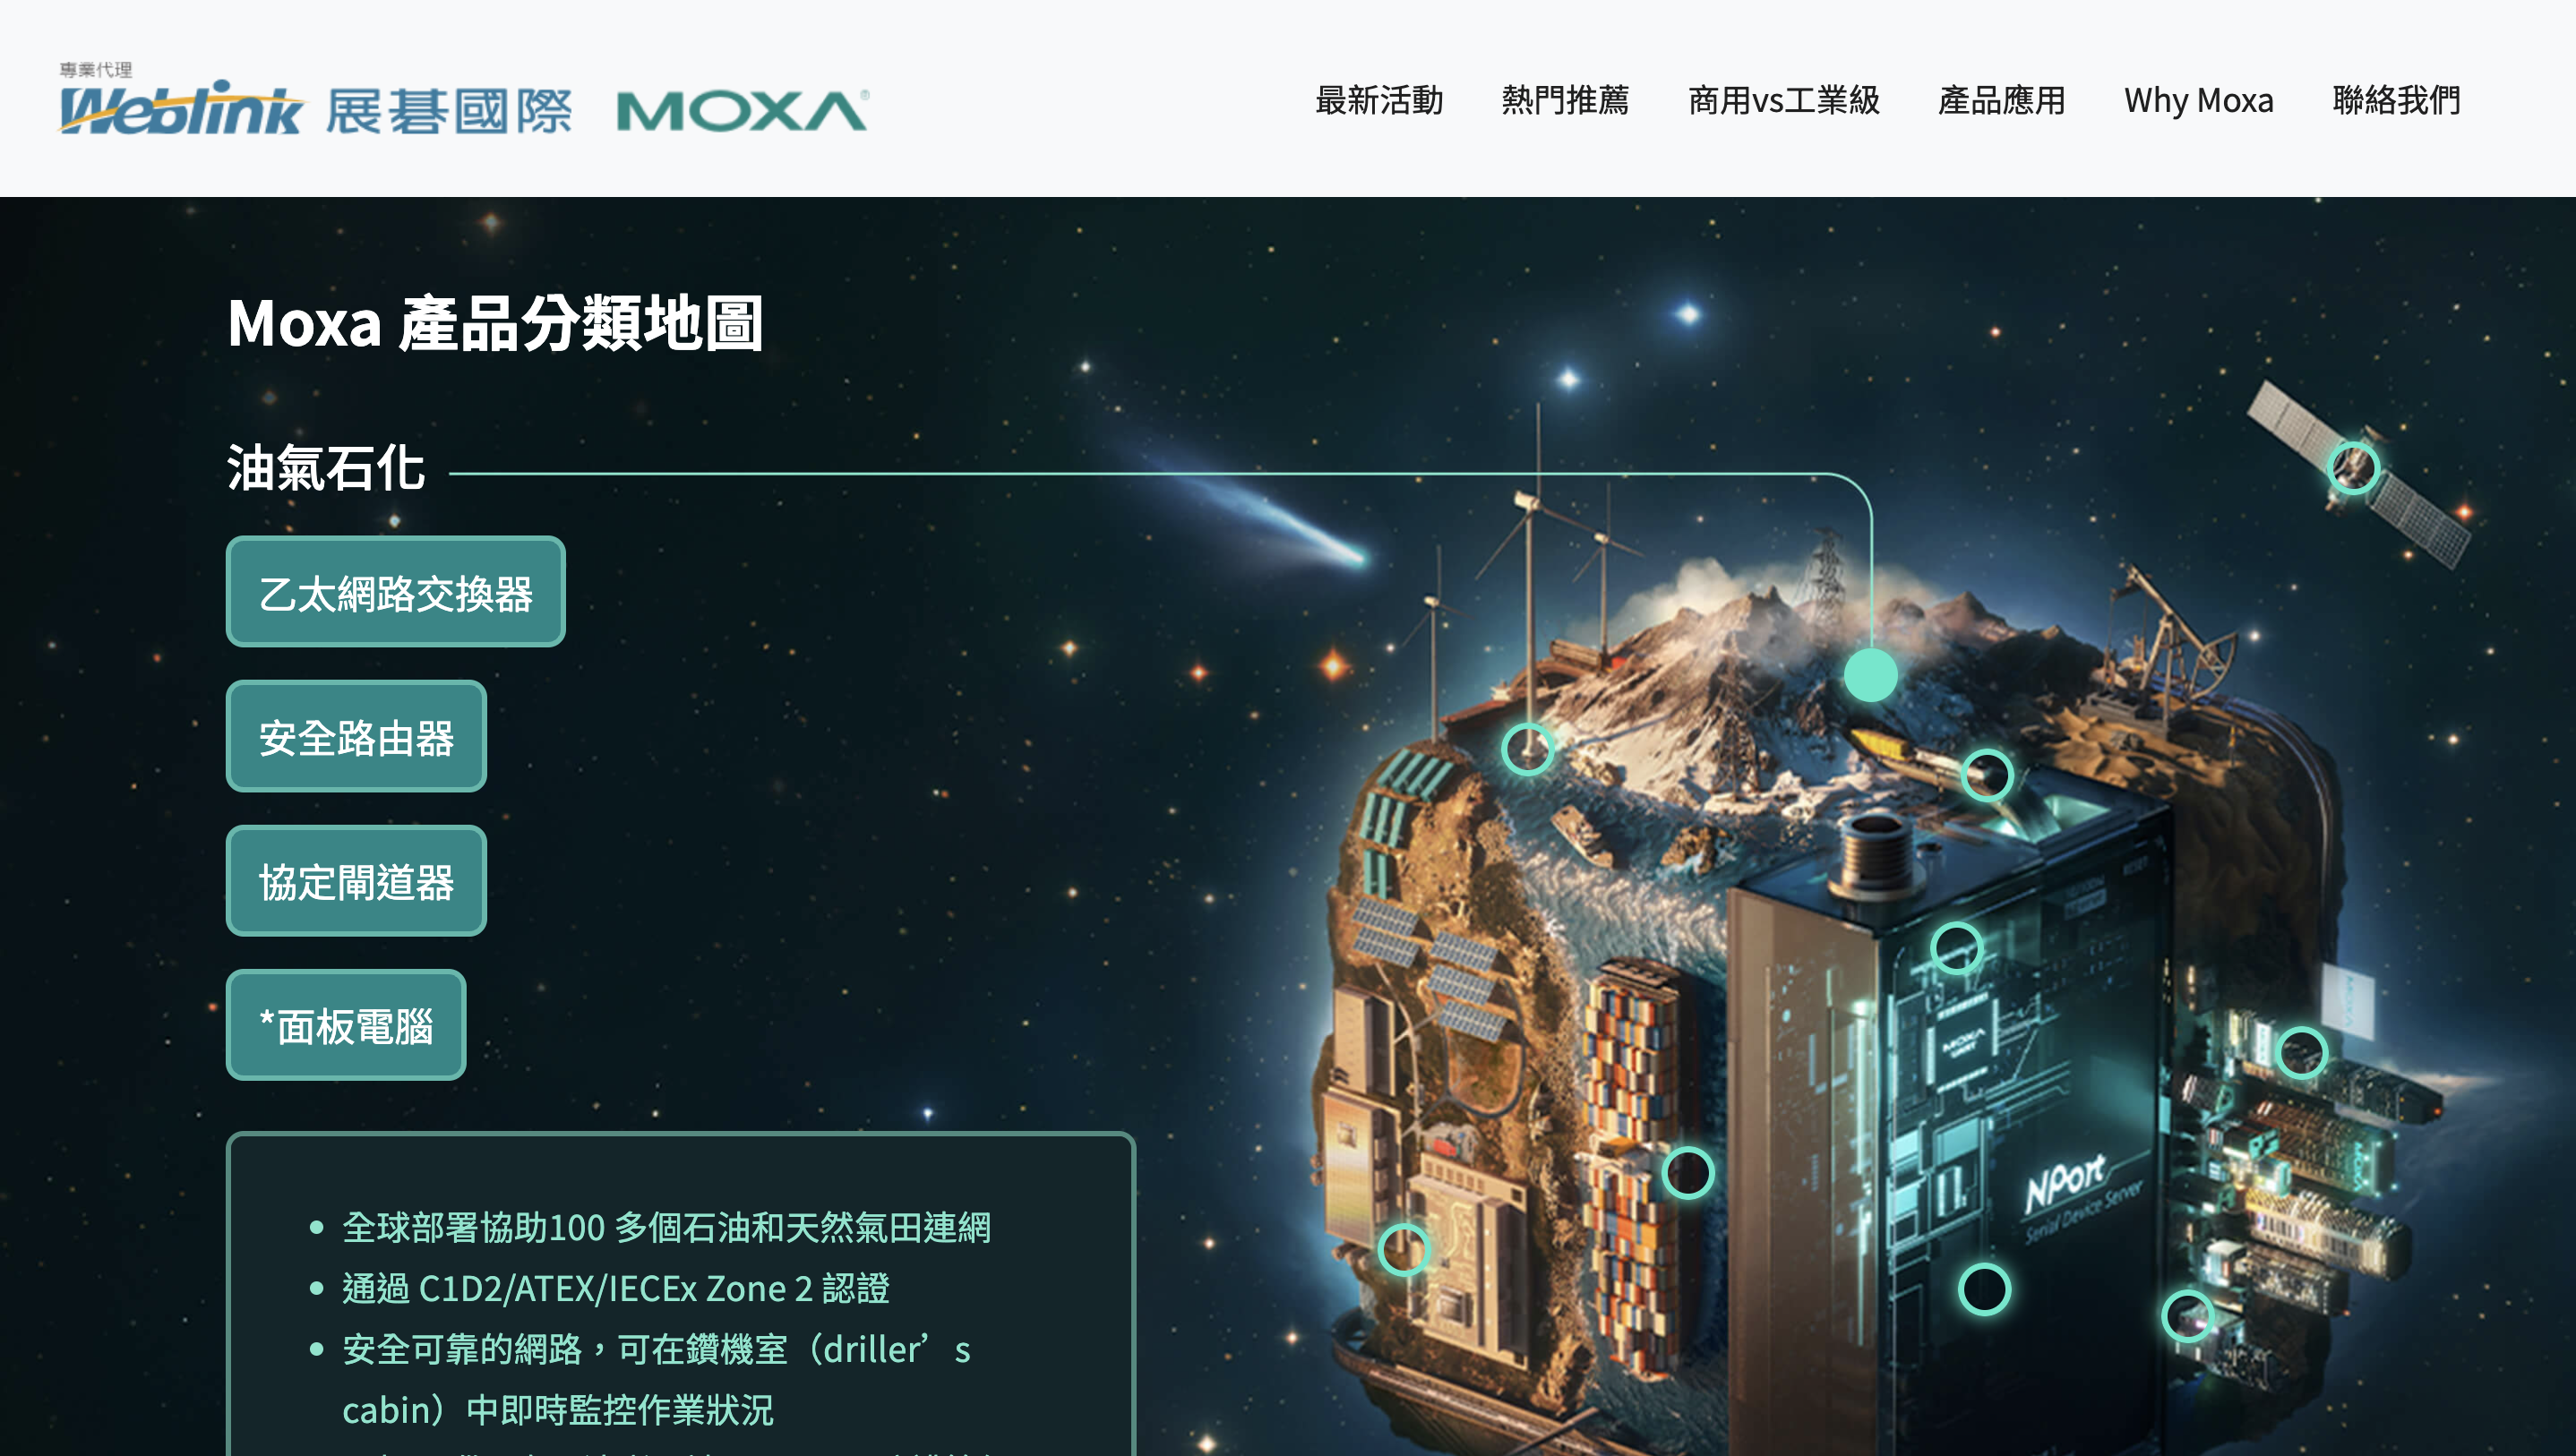 專業代理
Weblink 展碁國際 MOXA®
最新活動 熱門推薦 商用vs工業級 產品應用 Why Moxa 聯絡我們
Moxa 產品分類地圖
油氣石化
乙太網路交換器
安全路由器
協定閘道器
*面板電腦
全球部署協助100 多個石油和天然氣田連網
通過 C1D2/ATEX/IECEx Zone 2 認證
安全可靠的網路，可在鑽機室（driller’s
cabin）中即時監控作業狀況
RESET
MOXA
UART
NPort
Serial Device Server
MOXA
MOXA